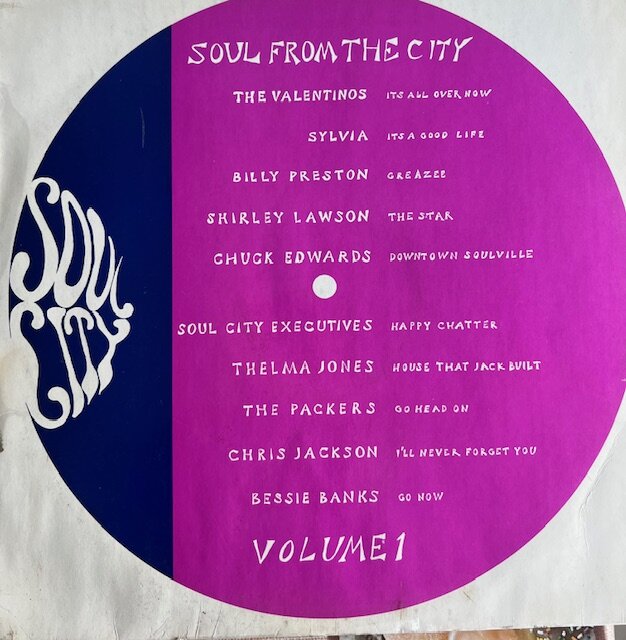 SOUL FROM THE CITY
THE VALENTINOS ITS ALL OVER NOW
SYLVIA ITS A GOOD LIFE
BILLY PRESTON GREAZEE
SHIRLEY LAWSON THE STAR
CHUCK EDWARDS DOWNTOWN SOULVILLE
SOUL
CITY
SOUL CITY EXECUTIVES HAPPY CHATTER
THELMA JONES HOUSE THAT JACK BUILT
THE PACKERS GO HEAD ON
CHRIS JACKSON I'LL NEVER FORGET YOU
BESSIE BANKS GO NOW
VOLUME 1